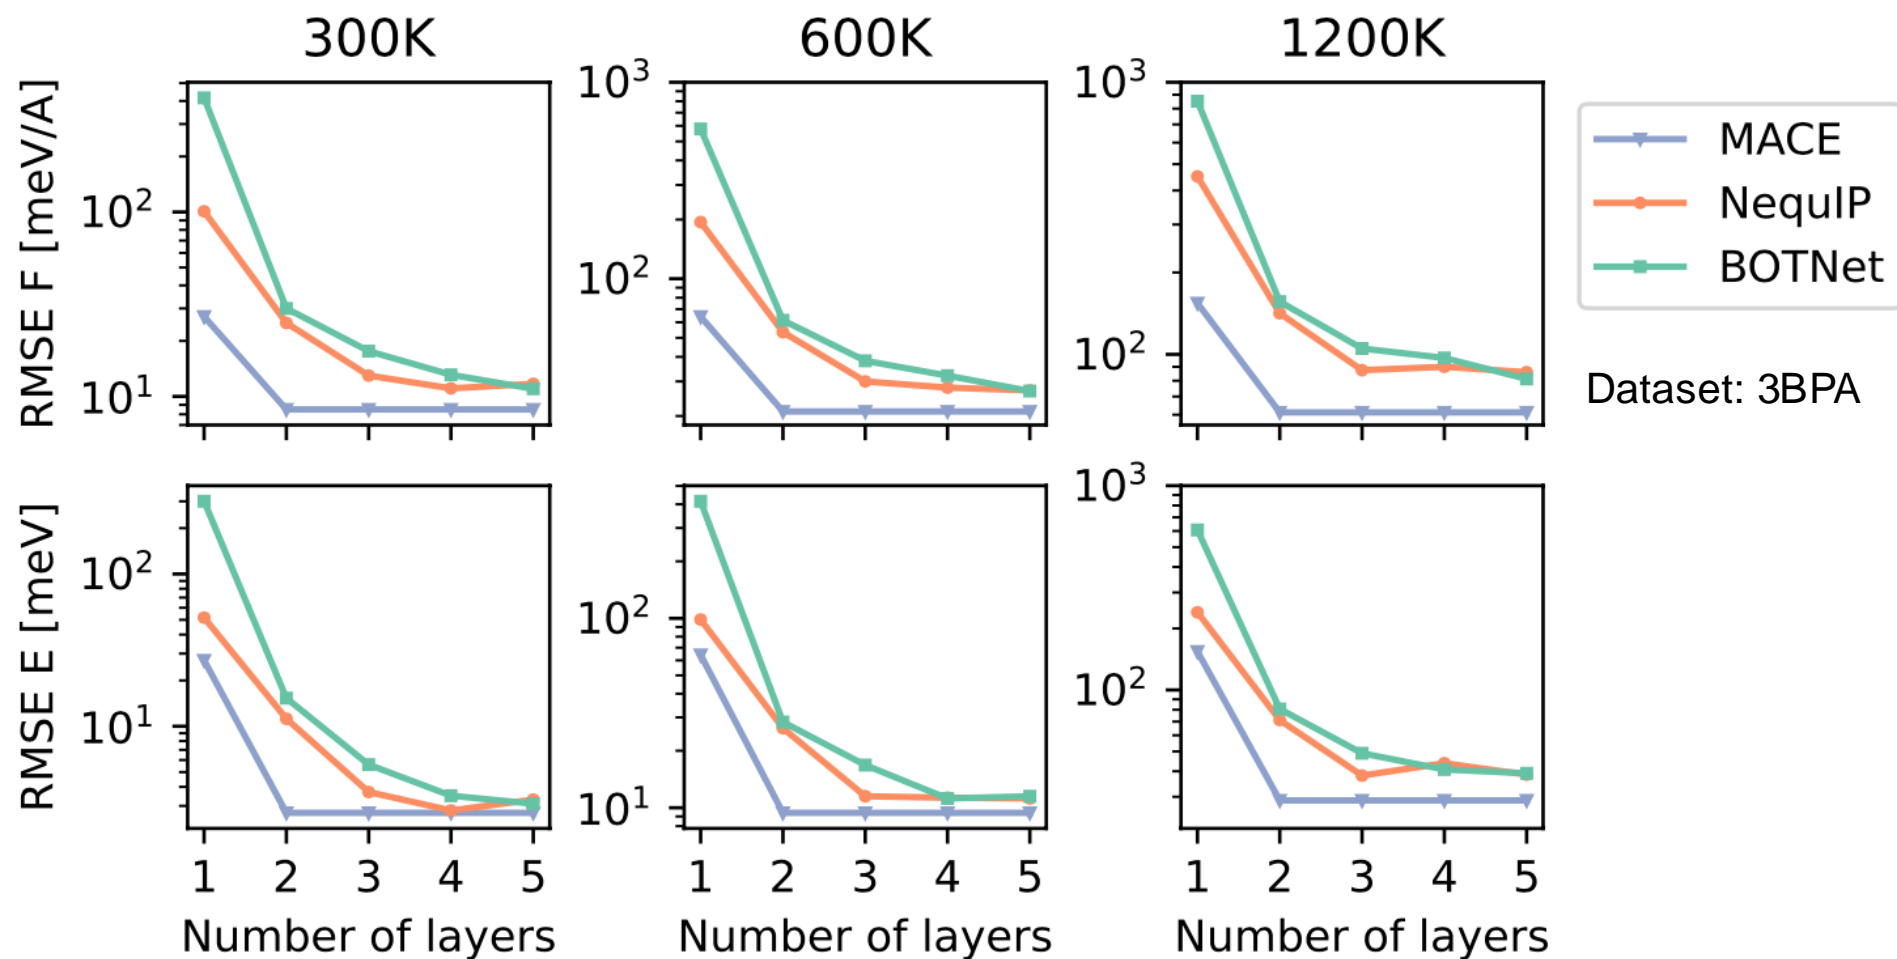 300K 600K 1200K
RMSE F [meV/A]
10²
10¹
10³
10²
10³
10²
MACE
NequIP
BOTNet
Dataset: 3BPA
RMSE E [meV]
10²
10¹
10²
10¹
10³
10²
1 2 3 4 5 1 2 3 4 5 1 2 3 4 5
Number of layers Number of layers Number of layers